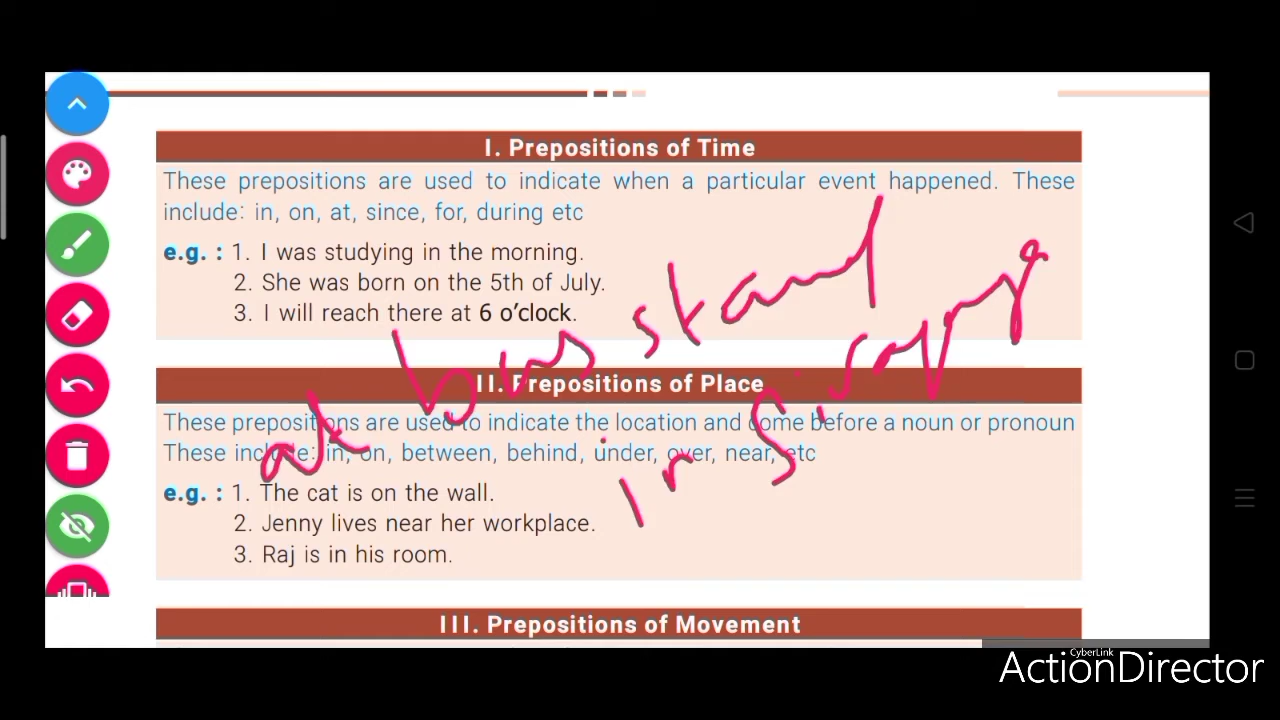 I. Prepositions of Time
These prepositions are used to indicate when a particular event happened. These
include: in, on, at, since, for, during etc
e.g. : 1. I was studying in the morning.
2. She was born on the 5th of July.
3. I will reach there at 6 o'clock.
at bus stand
II. Prepositions of Place
These prepositions are used to indicate the location and come before a noun or pronoun
These include: in, on, between, behind, under, over, near, etc
in
e.g. : 1. The cat is on the wall.
2. Jenny lives near her workplace.
3. Raj is in his room.
III. Prepositions of Movement
CyberLink
ActionDirector